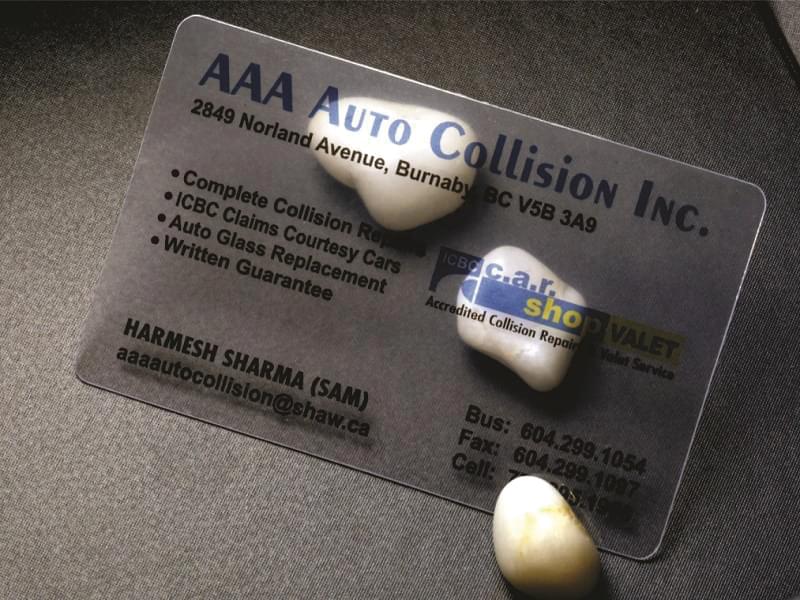 AAA Auto Collision Inc.
2849 Norland Avenue, Burnaby, BC V5B 3A9
• Complete Collision
• ICBC Claims Courtesy Cars
• Auto Glass Replacement
• Written Guarantee
ICBC c.a.r.
shop VALET
Accredited Collision Repair & Valet Service
HARMESH SHARMA (SAM)
aaaautocollision@shaw.ca
Bus: 604.299.1054
Fax: 604.299.1097
Cell: